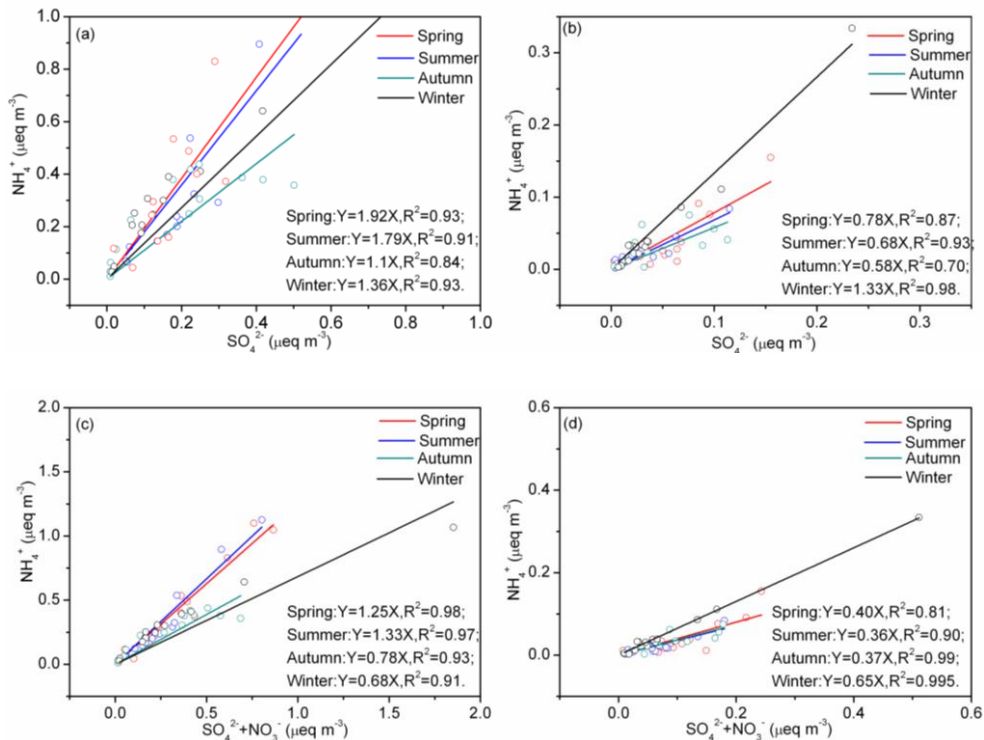 (a)
Spring
Summer
Autumn
Winter
1.0
0.8
0.6
0.4
0.2
0.0
NH₄⁺ (μeq m⁻³)
Spring:Y=1.92X,R²=0.93;
Summer:Y=1.79X,R²=0.91;
Autumn:Y=1.1X,R²=0.84;
Winter:Y=1.36X,R²=0.93.
0.0 0.2 0.4 0.6 0.8 1.0
SO₄²⁻ (μeq m⁻³)
(b)
Spring
Summer
Autumn
Winter
0.3
0.2
0.1
0.0
NH₄⁺ (μeq m⁻³)
Spring:Y=0.78X,R²=0.87;
Summer:Y=0.68X,R²=0.93;
Autumn:Y=0.58X,R²=0.70;
Winter:Y=1.33X,R²=0.98.
0.0 0.1 0.2 0.3
SO₄²⁻ (μeq m⁻³)
(c)
Spring
Summer
Autumn
Winter
2.0
1.5
1.0
0.5
0.0
NH₄⁺ (μeq m⁻³)
Spring:Y=1.25X,R²=0.98;
Summer:Y=1.33X,R²=0.97;
Autumn:Y=0.78X,R²=0.93;
Winter:Y=0.68X,R²=0.91.
0.0 0.5 1.0 1.5 2.0
SO₄²⁻+NO₃⁻ (μeq m⁻³)
(d)
Spring
Summer
Autumn
Winter
0.6
0.4
0.2
0.0
NH₄⁺ (μeq m⁻³)
Spring:Y=0.40X,R²=0.81;
Summer:Y=0.36X,R²=0.90;
Autumn:Y=0.37X,R²=0.99;
Winter:Y=0.65X,R²=0.995.
0.0 0.2 0.4 0.6
SO₄²⁻+NO₃⁻ (μeq m⁻³)